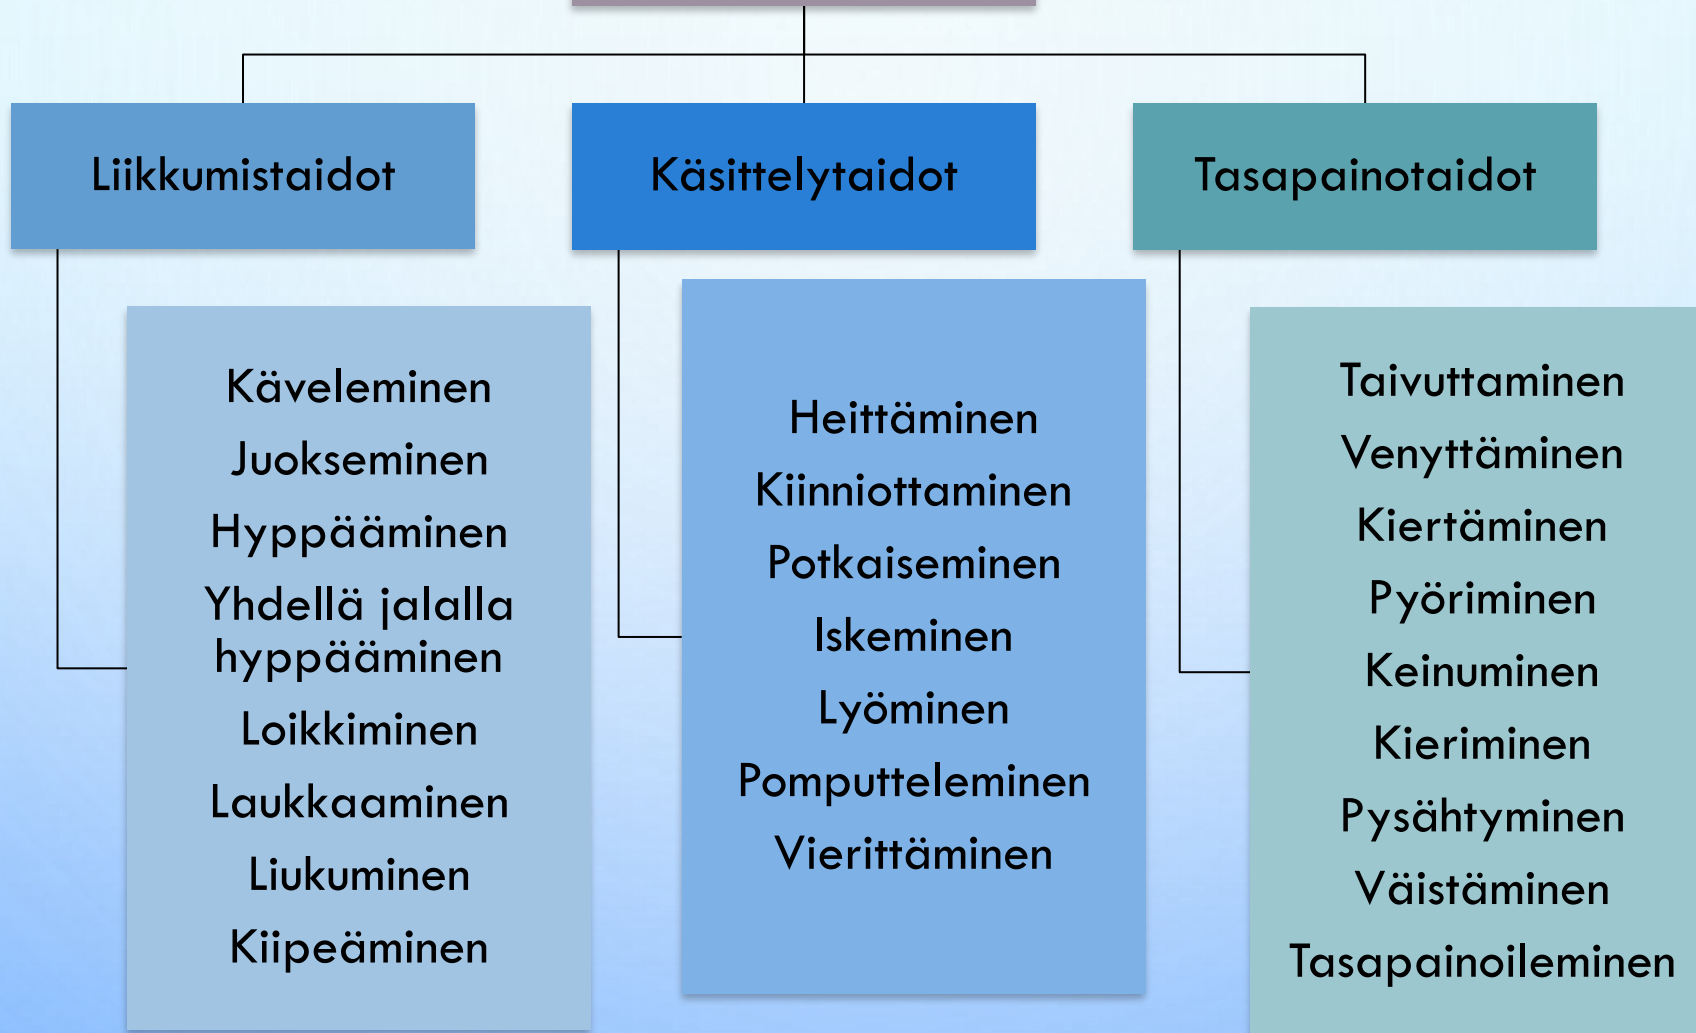 Liikkumistaidot
Käveleminen
Juokseminen
Hyppääminen
Yhdellä jalalla
hyppääminen
Loikkiminen
Laukkaaminen
Liukuminen
Kiipeäminen
Käsittelytaidot
Heittäminen
Kiinniottaminen
Potkaiseminen
Iskeminen
Lyöminen
Pomputteleminen
Vierittäminen
Tasapainotaidot
Taivuttaminen
Venyttäminen
Kiertäminen
Pyöriminen
Keinuminen
Kieriminen
Pysähtyminen
Väistäminen
Tasapainoileminen